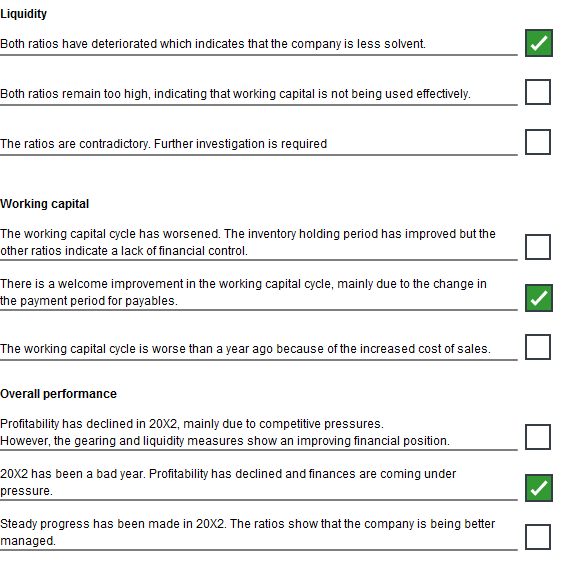 Liquidity
Both ratios have deteriorated which indicates that the company is less solvent.
Both ratios remain too high, indicating that working capital is not being used effectively.
The ratios are contradictory. Further investigation is required
Working capital
The working capital cycle has worsened. The inventory holding period has improved but the
other ratios indicate a lack of financial control.
There is a welcome improvement in the working capital cycle, mainly due to the change in
the payment period for payables.
The working capital cycle is worse than a year ago because of the increased cost of sales.
Overall performance
Profitability has declined in 20X2, mainly due to competitive pressures.
However, the gearing and liquidity measures show an improving financial position.
20X2 has been a bad year. Profitability has declined and finances are coming under
pressure.
Steady progress has been made in 20X2. The ratios show that the company is being better
managed.